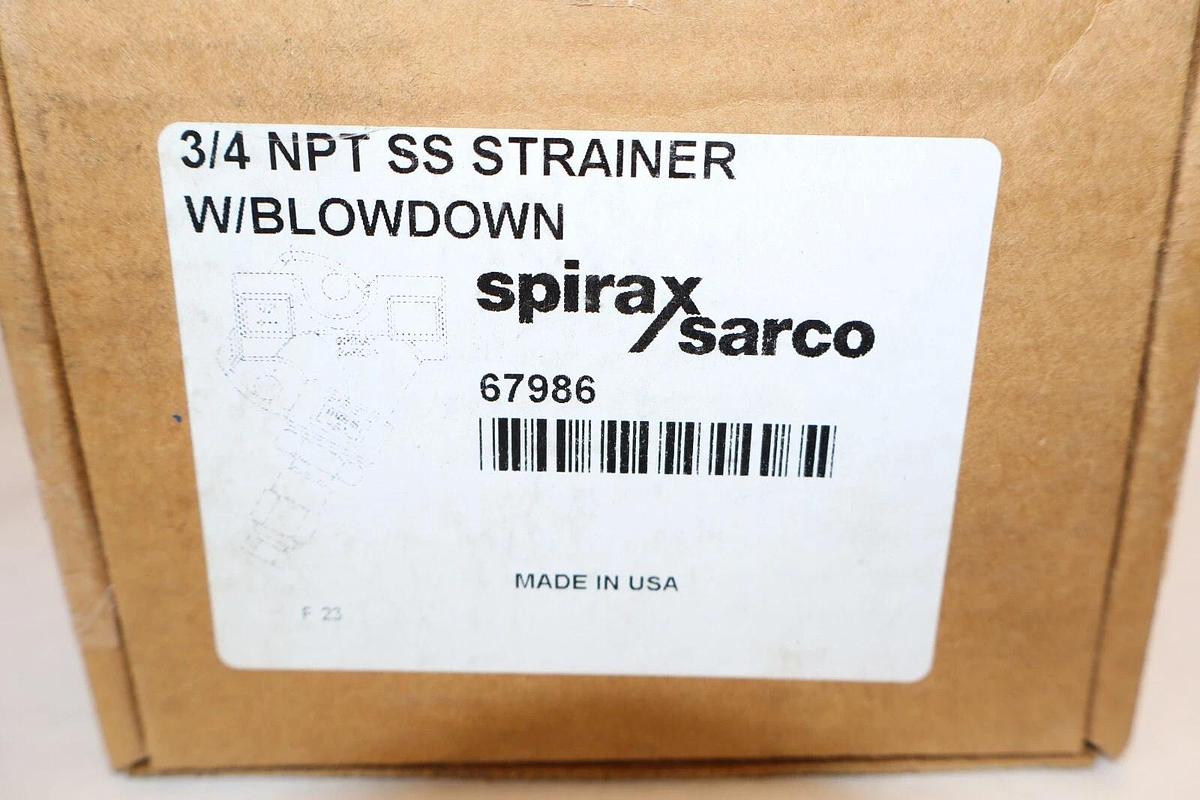 3/4 NPT SS STRAINER
W/BLOWDOWN
spirax
sarco
67986
MADE IN USA
F 23